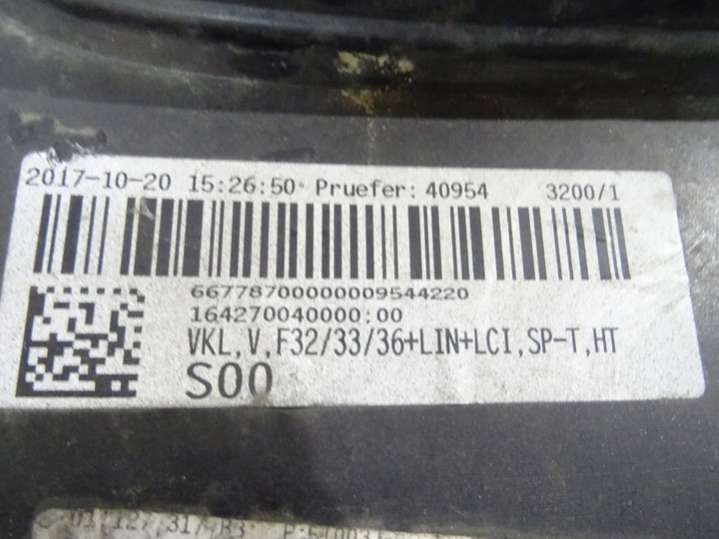 2017-10-20 15:26:50 Pruefer: 40954 3200/1
66778700000009544220
164270040000;00
VKL,V,F32/33/36+LIN+LCI,SP-T,HT
S00